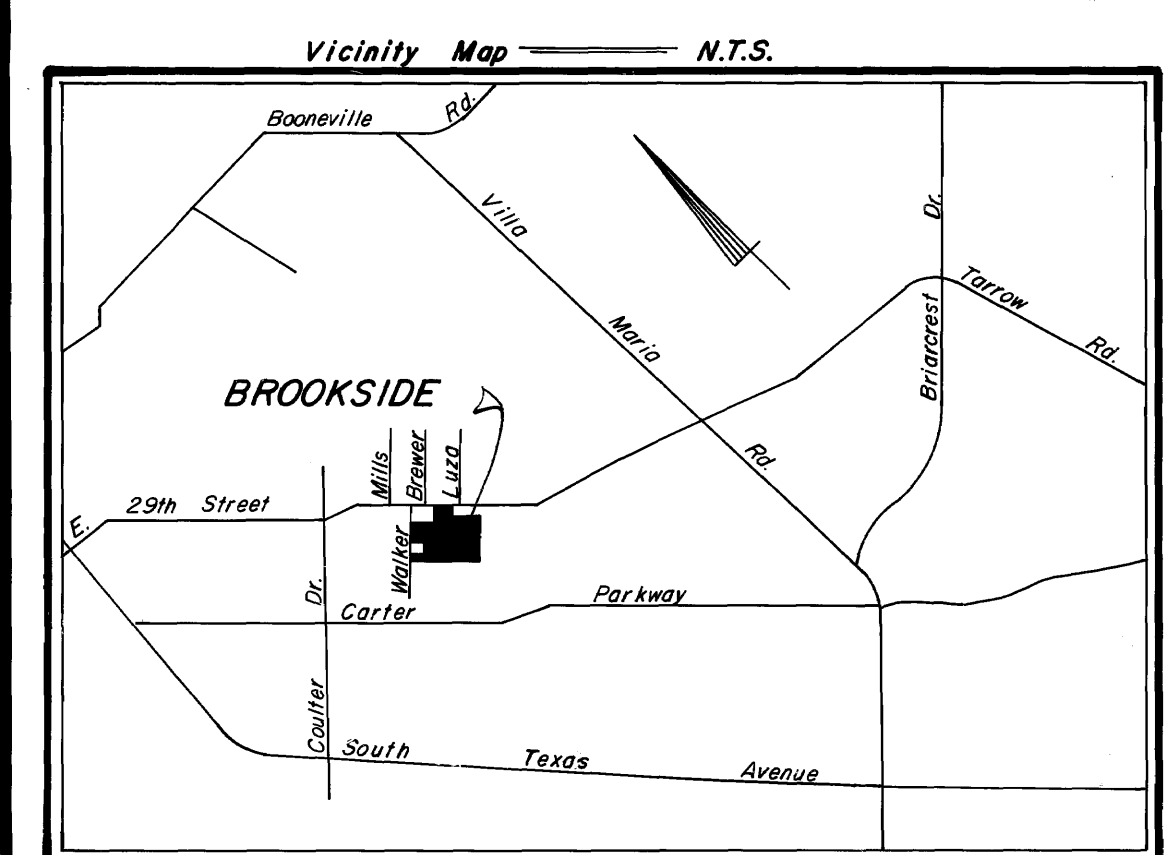 Vicinity Map N.T.S.
Booneville Rd.
Villa Maria Rd.
Briarcrest Dr.
Tarrow Rd.
BROOKSIDE
Mills
Brewer
Luza
E. 29th Street
Walker
Coulter Dr.
Carter Parkway
South Texas Avenue